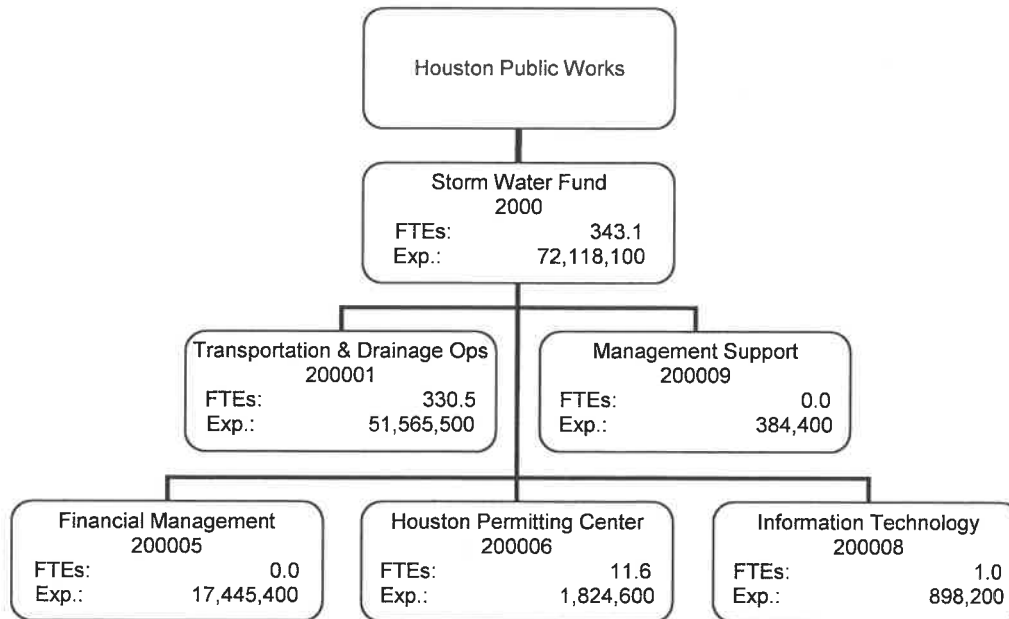 Houston Public Works
Storm Water Fund
2000
FTEs: 343.1
Exp.: 72,118,100
Transportation & Drainage Ops
200001
FTEs: 330.5
Exp.: 51,565,500
Management Support
200009
FTEs: 0.0
Exp.: 384,400
Financial Management
200005
FTEs: 0.0
Exp.: 17,445,400
Houston Permitting Center
200006
FTEs: 11.6
Exp.: 1,824,600
Information Technology
200008
FTEs: 1.0
Exp.: 898,200